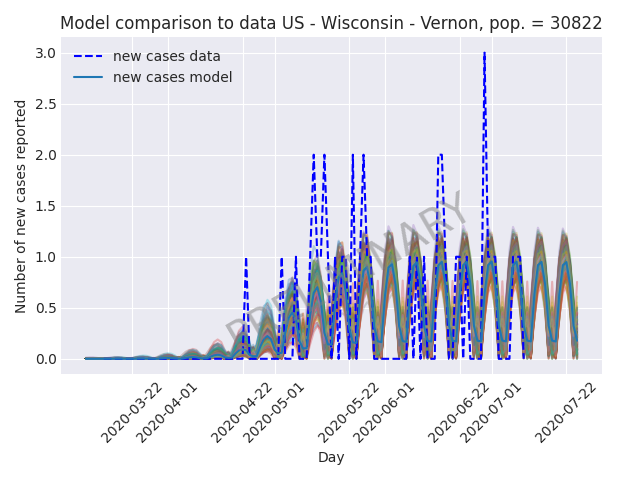 Model comparison to data US - Wisconsin - Vernon, pop. = 30822
new cases data
new cases model
Number of new cases reported
3.0
2.5
2.0
1.5
1.0
0.5
0.0
PRELIMINARY
2020-03-22
2020-04-01
2020-04-22
2020-05-01
2020-05-22
2020-06-01
2020-06-22
2020-07-01
2020-07-22
Day